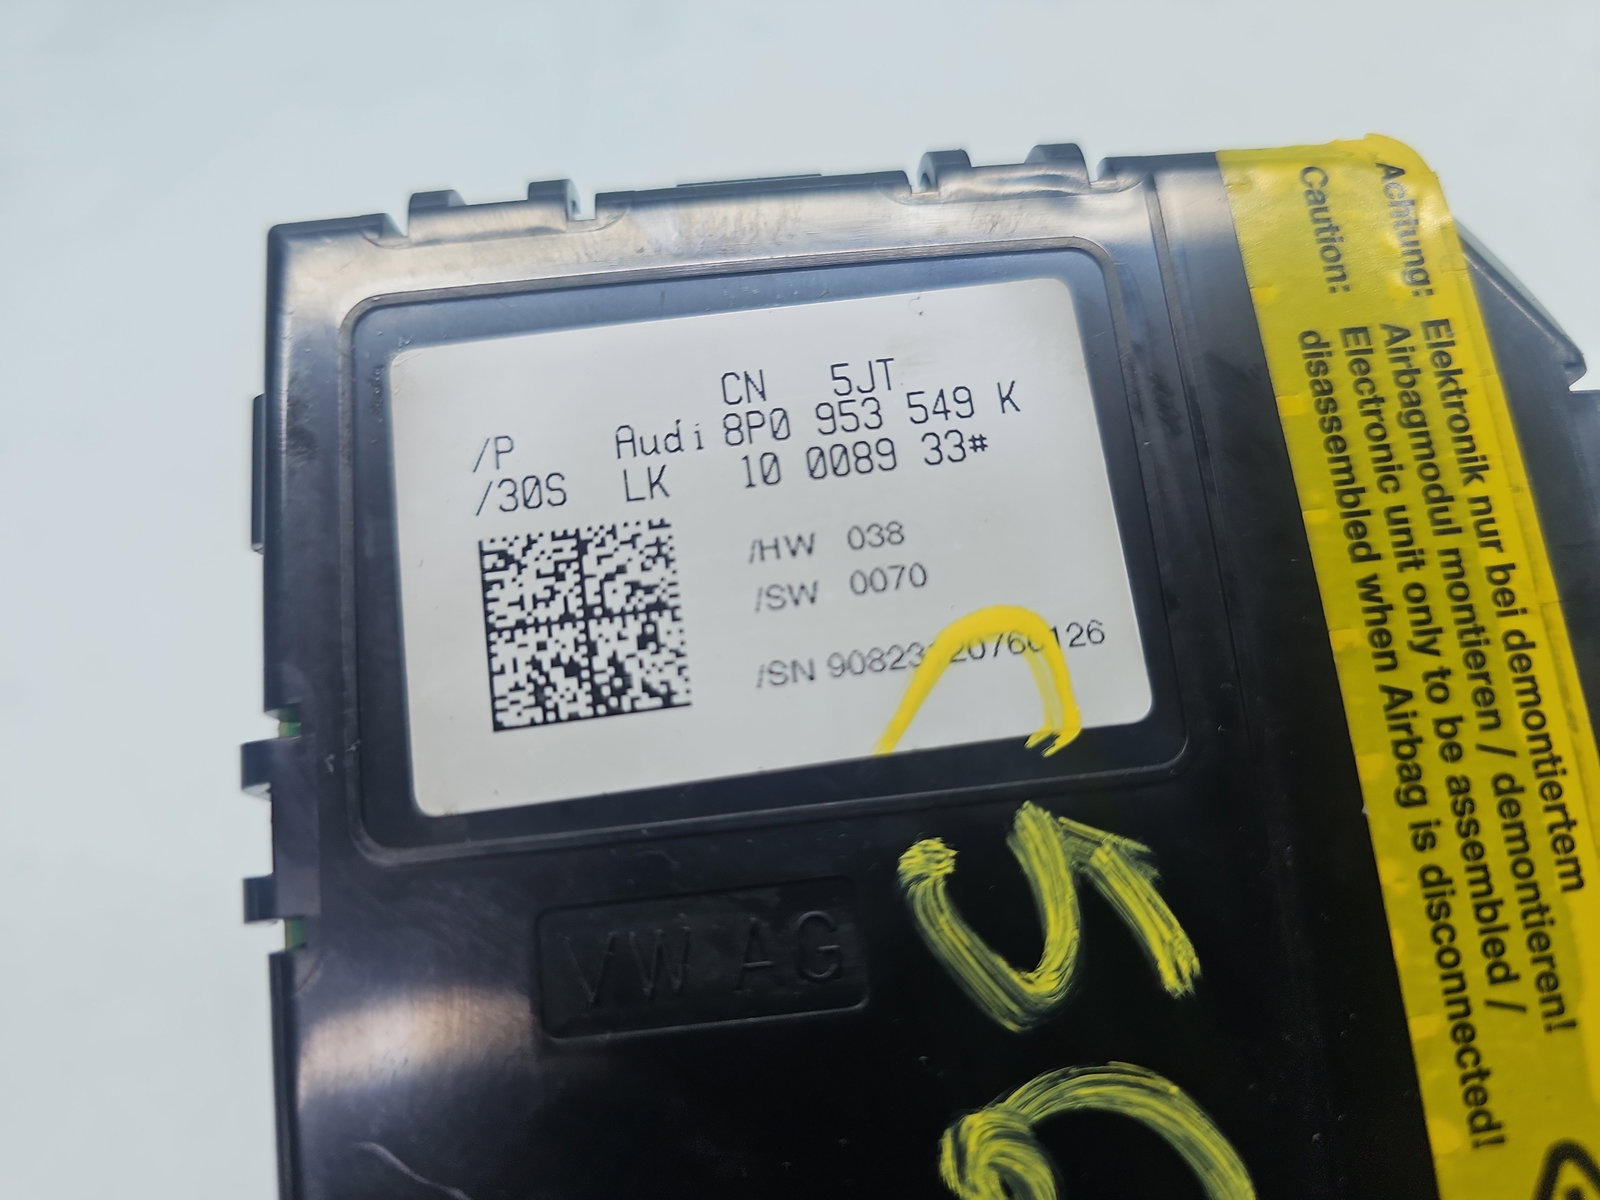 CN 5JT
/P Audi 8P0 953 549 K
/30S LK 10 0089 33#
/HW 038
/SW 0070
/SN
VW AG
Achtung: Elektronik nur bei demontiertem
Airbagmodul montieren / demontieren!
Caution: Electronic unit only to be assembled /
disassembled when Airbag is disconnected!